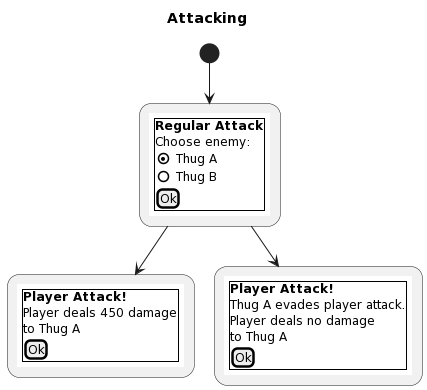 Attacking
Regular Attack
Choose enemy:
Thug A
Thug B
Ok
Player Attack!
Player deals 450 damage
to Thug A
Ok
Player Attack!
Thug A evades player attack.
Player deals no damage
to Thug A
Ok